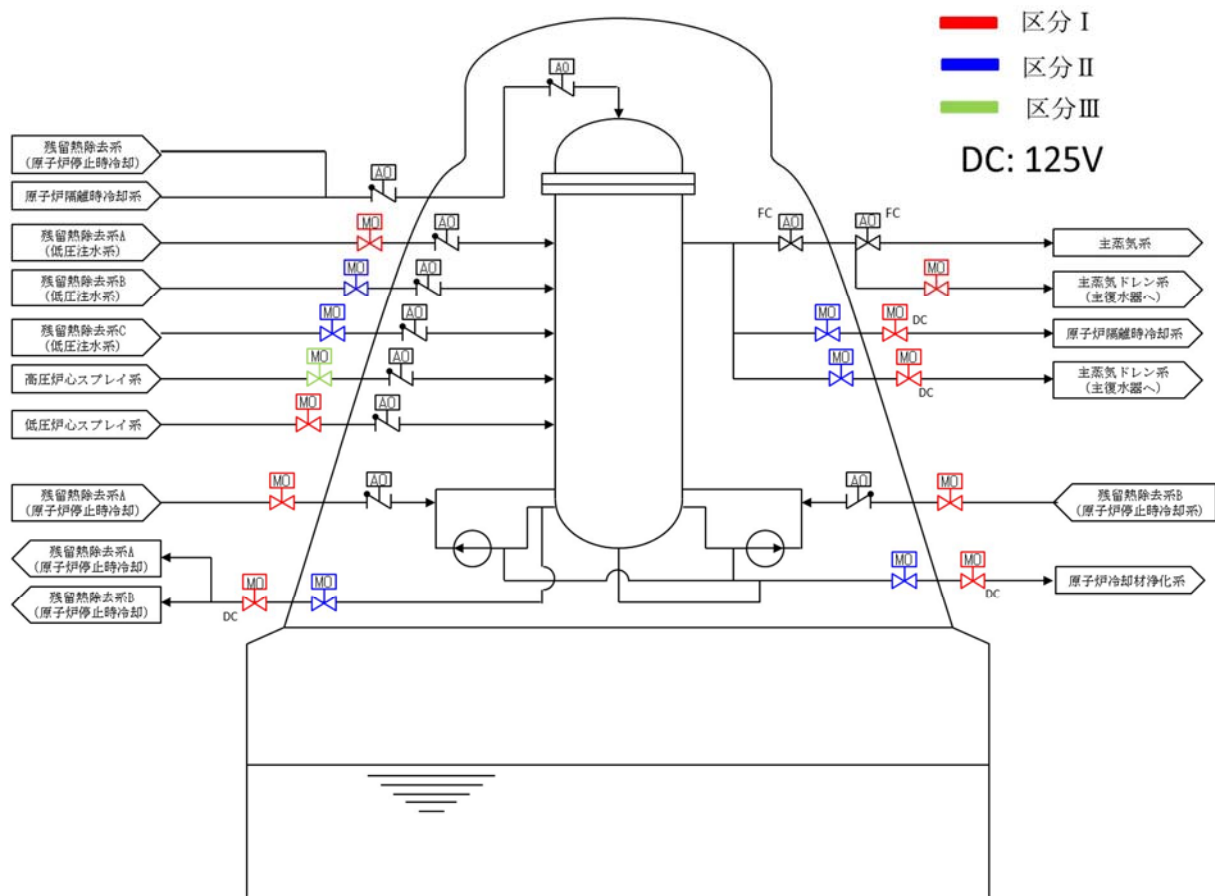 区分Ⅰ
区分Ⅱ
区分Ⅲ
DC: 125V
AO
残留熱除去系
(原子炉停止時冷却)
原子炉隔離時冷却系
AO
残留熱除去系A
(低圧注水系)
MO
AO
残留熱除去系B
(低圧注水系)
MO
AO
残留熱除去系C
(低圧注水系)
MO
AO
高圧炉心スプレイ系
MO
AO
低圧炉心スプレイ系
MO
AO
残留熱除去系A
(原子炉停止時冷却)
MO
AO
残留熱除去系A
(原子炉停止時冷却)
残留熱除去系B
(原子炉停止時冷却)
DC
MO
MO
FC
AO
AO
FC
主蒸気系
MO
主蒸気ドレン系
(主復水器へ)
MO
MO
DC
原子炉隔離時冷却系
MO
MO
DC
主蒸気ドレン系
(主復水器へ)
AO
MO
残留熱除去系B
(原子炉停止時冷却系)
MO
MO
DC
原子炉冷却材浄化系